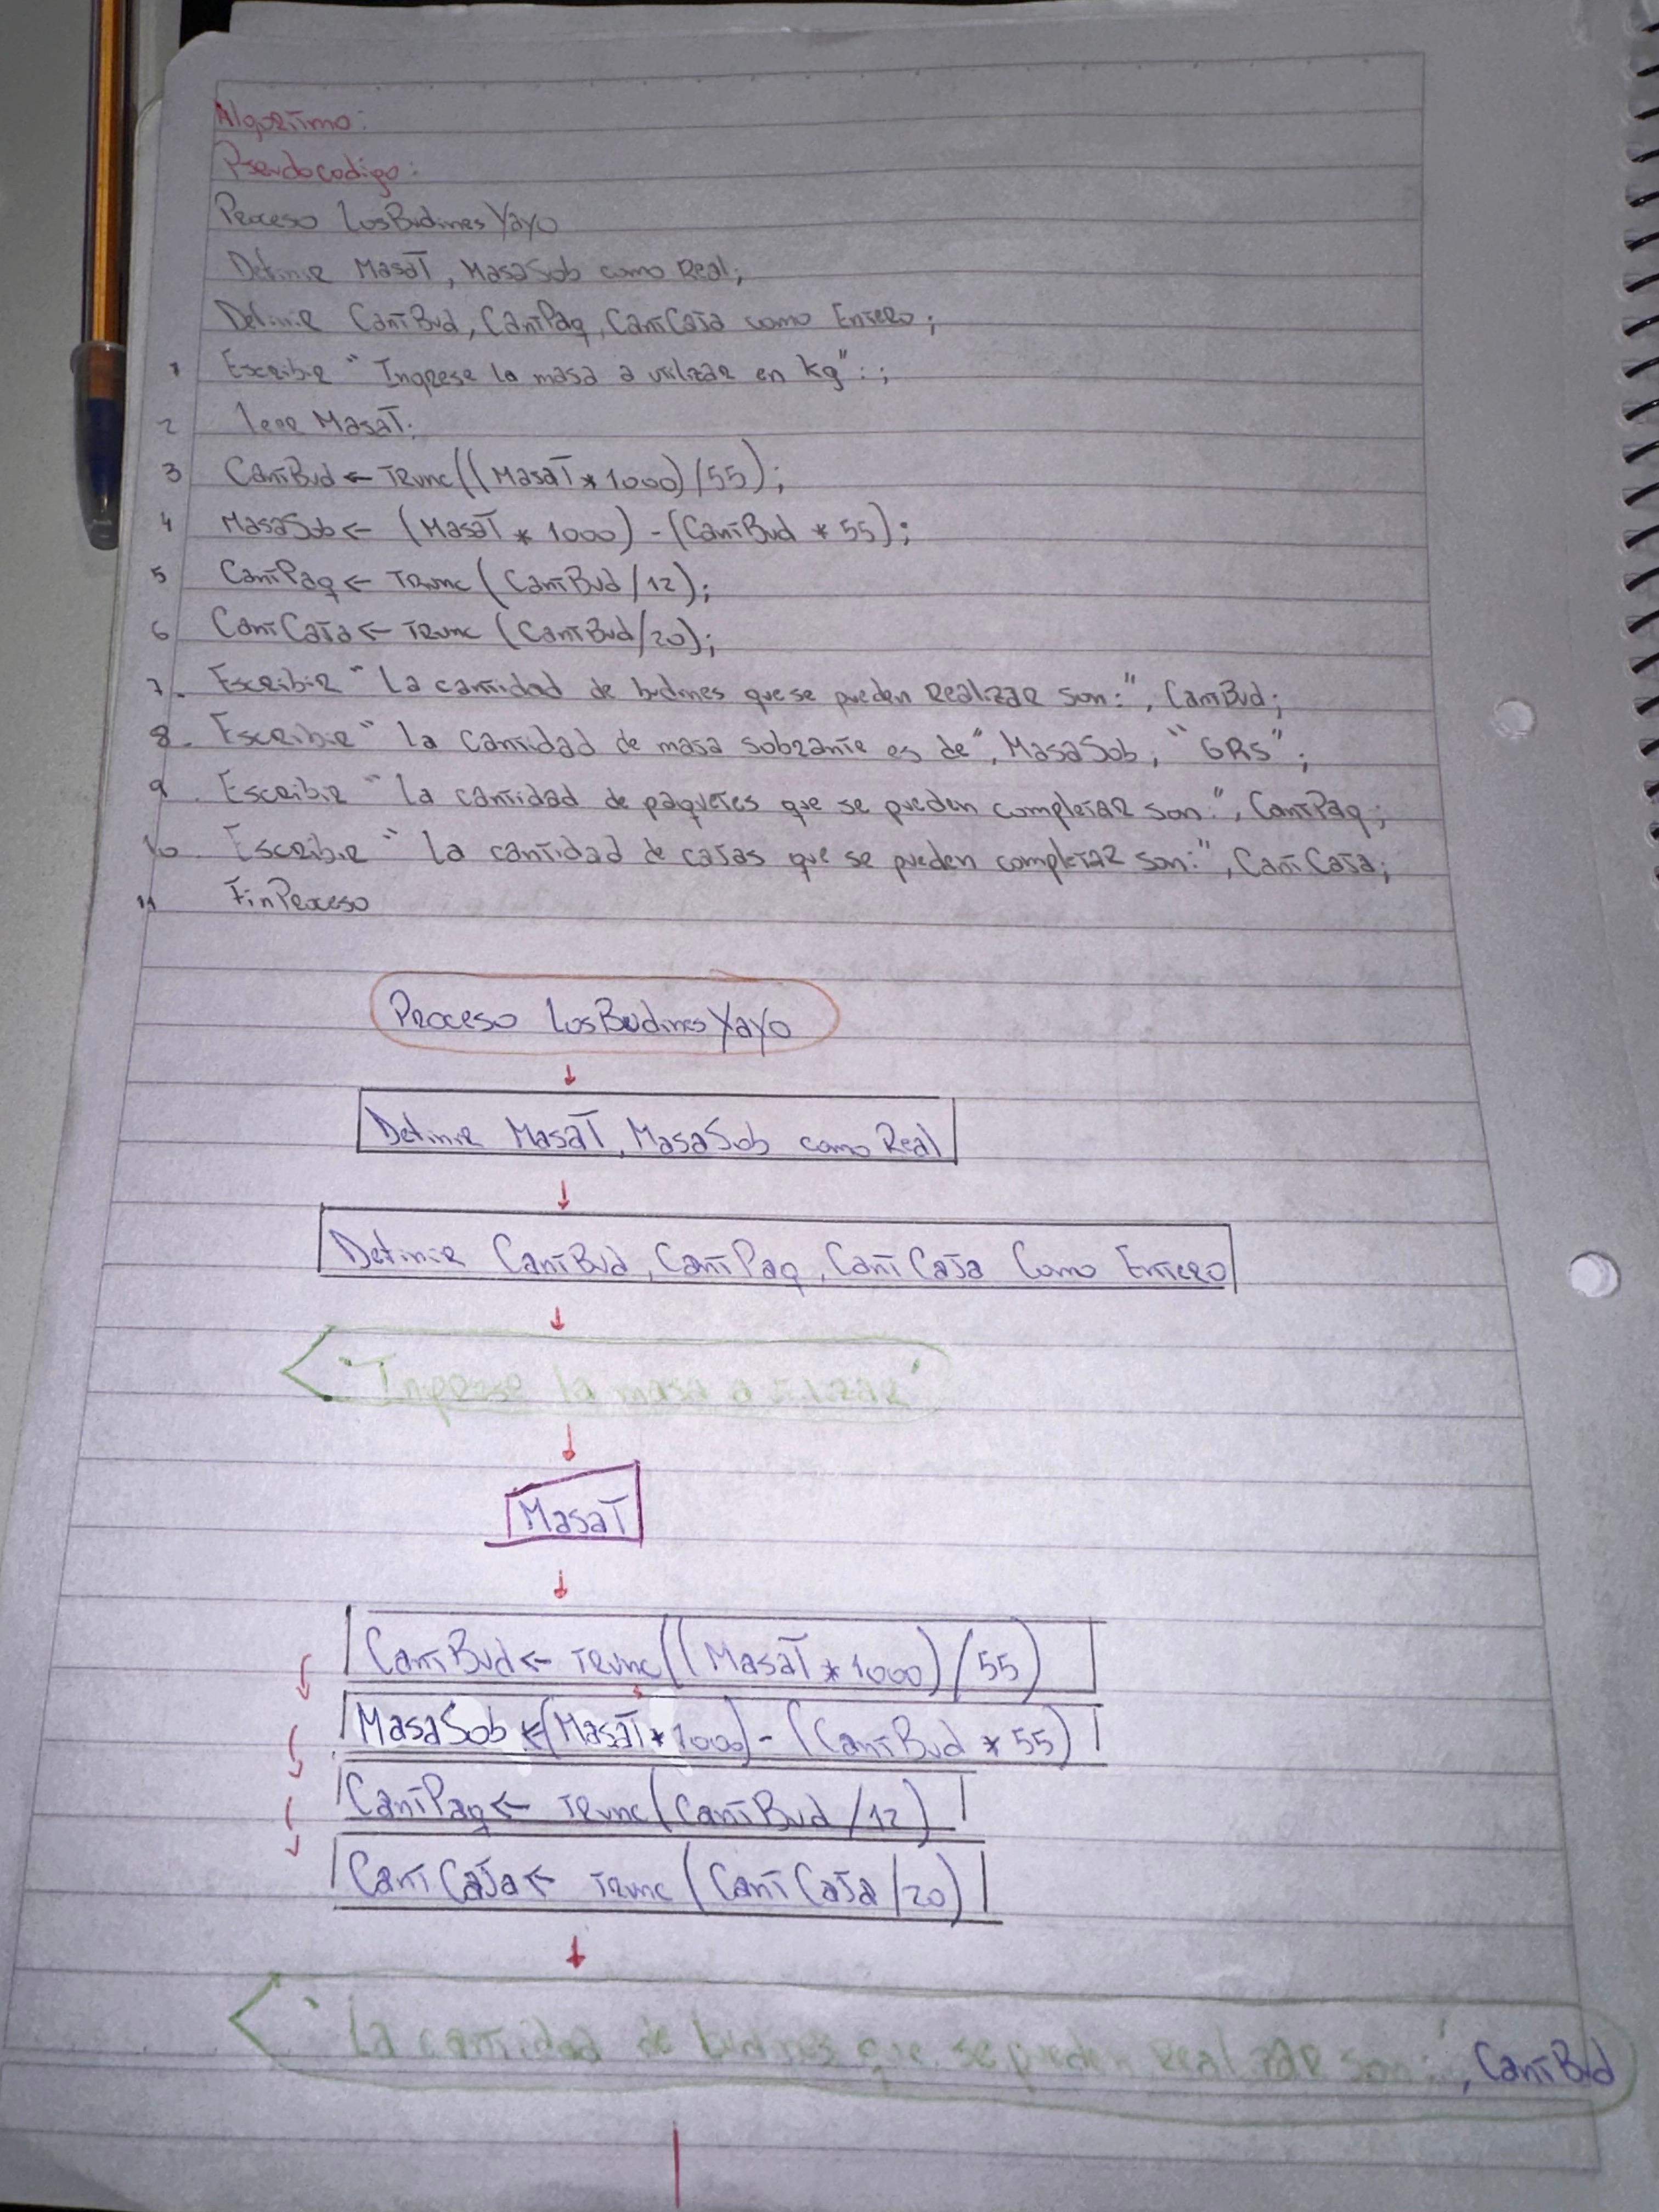 Algoritmo:
Pseudocodigo:
Proceso LosBudinesYayo
Definir MasaT, MasaSob como Real;
Definir CantBud, CantPaq, CantCaja como Entero;
1 Escribir "Ingrese la masa a utilizar en kg": ;
2 leer MasaT;
3 CantBud ← Trunc((MasaT * 1000) / 55);
4 MasaSob ← (MasaT * 1000) - (CantBud * 55);
5 CantPaq ← Trunc (CantBud / 12);
6 CantCaja ← Trunc (CantBud/20);
7. Escribir "La cantidad de budines que se pueden Realizar son:", CantBud;
8. Escribir "la cantidad de masa sobrante es de", MasaSob, "GRS";
9. Escribir "la cantidad de paquetes que se pueden completar son:", CantPaq;
10 Escribir "la cantidad de cajas que se pueden completar son:", CantCaja;
11 FinProceso
Proceso LosBudinesYayo
Definir MasaT, MasaSob como Real
Definir CantBud, CantPaq, CantCaja Como Entero
"Ingrese la masa a utilizar"
MasaT
CantBud ← Trunc((MasaT * 1000) / 55)
MasaSob ← (MasaT * 1000) - (CantBud * 55)
CantPaq ← Trunc(CantBud / 12)
CantCaja ← Trunc (CantCaja / 20)
"La cantidad de budines que se pueden realizar son:", CantBud